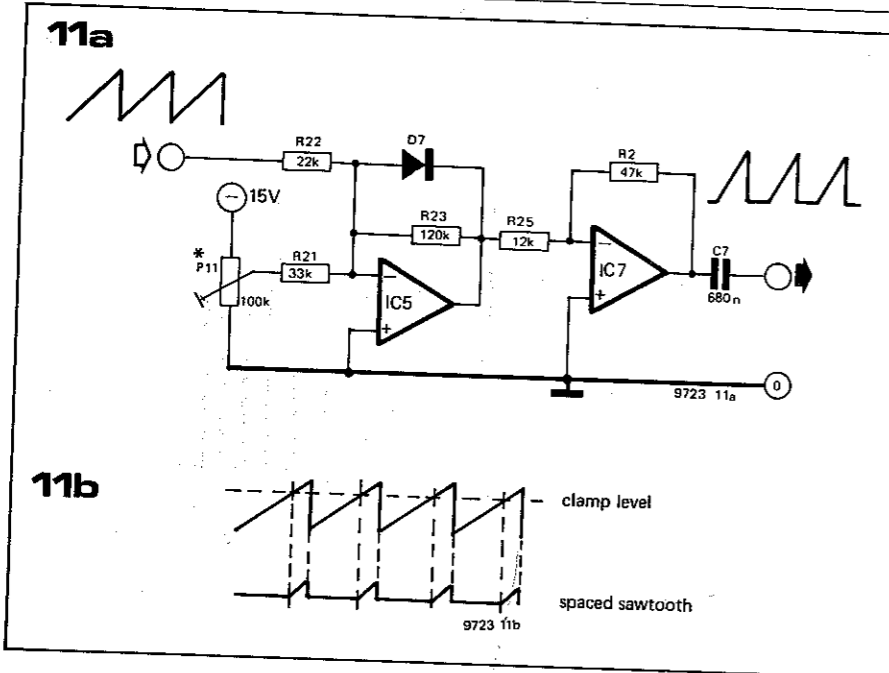 11a
R22
22k
D7
R2
47k
− 15V
R23
120k
R25
12k
*
P11
100k
R21
33k
−
IC5
+
−
IC7
+
C7
680n
0
9723 11a
11b
clamp level
spaced sawtooth
9723 11b